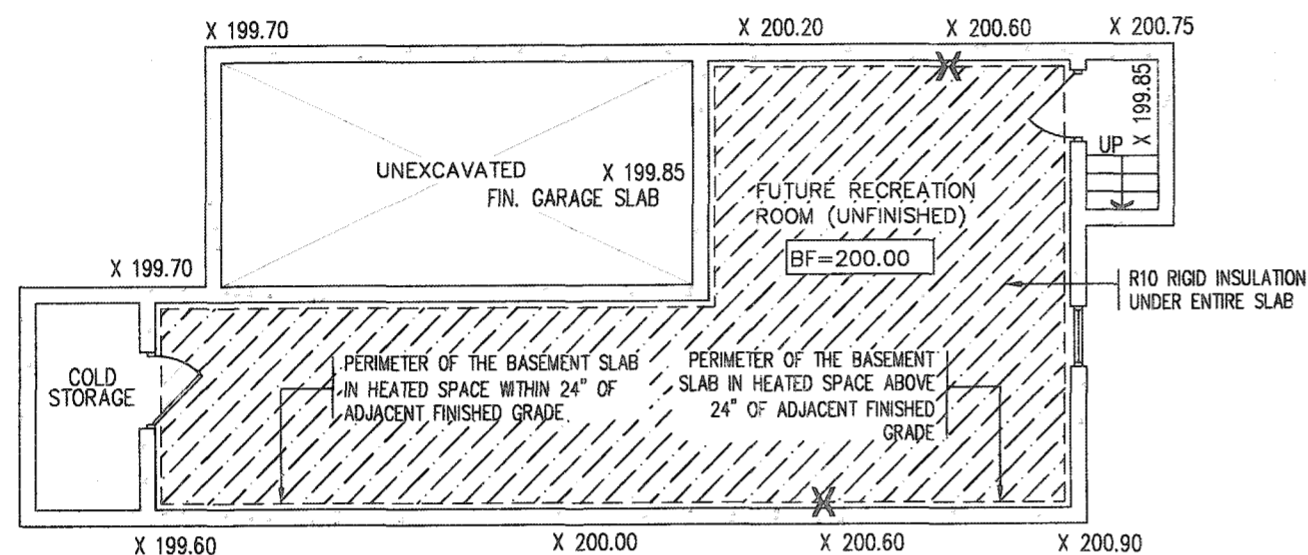 X 199.70
X 200.20
X 200.60
X 200.75
X 199.85
UP
UNEXCAVATED
X 199.85
FIN. GARAGE SLAB
FUTURE RECREATION
ROOM (UNFINISHED)
BF=200.00
X 199.70
R10 RIGID INSULATION
UNDER ENTIRE SLAB
COLD
STORAGE
PERIMETER OF THE BASEMENT SLAB
IN HEATED SPACE WITHIN 24" OF
ADJACENT FINISHED
GRADE
PERIMETER OF THE BASEMENT
SLAB IN HEATED SPACE ABOVE
24" OF ADJACENT FINISHED
GRADE
X 199.60
X 200.00
X 200.60
X 200.90